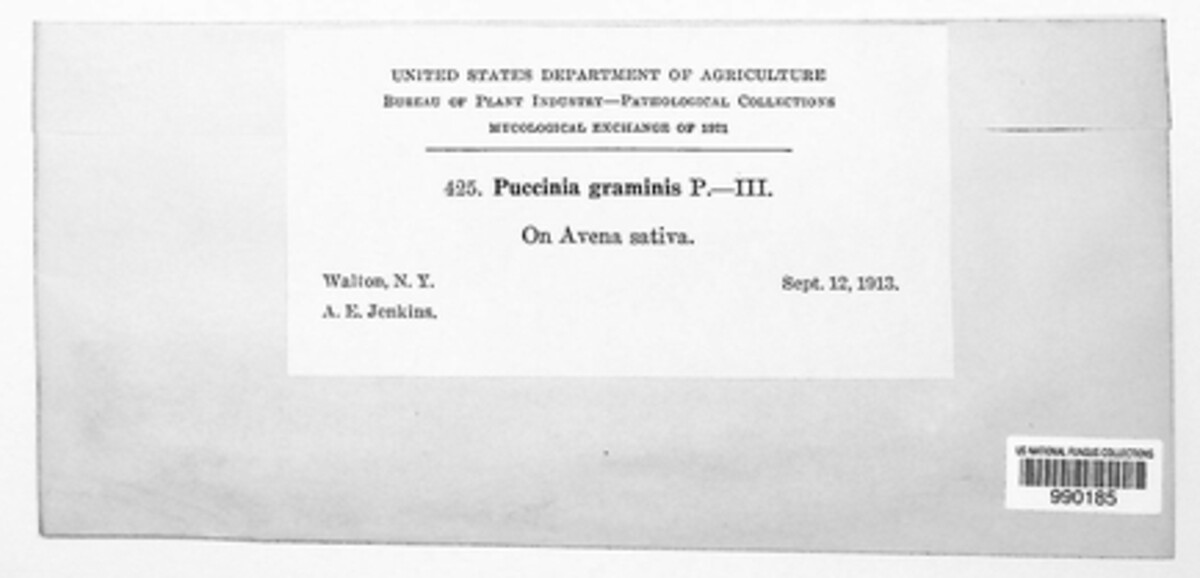 UNITED STATES DEPARTMENT OF AGRICULTURE
BUREAU OF PLANT INDUSTRY—PATHOLOGICAL COLLECTIONS
MYCOLOGICAL EXCHANGE OF 1921
425. Puccinia graminis P.—III.
On Avena sativa.
Walton, N. Y.
Sept. 12, 1913.
A. E. Jenkins.
US NATIONAL FUNGUS COLLECTIONS
990185